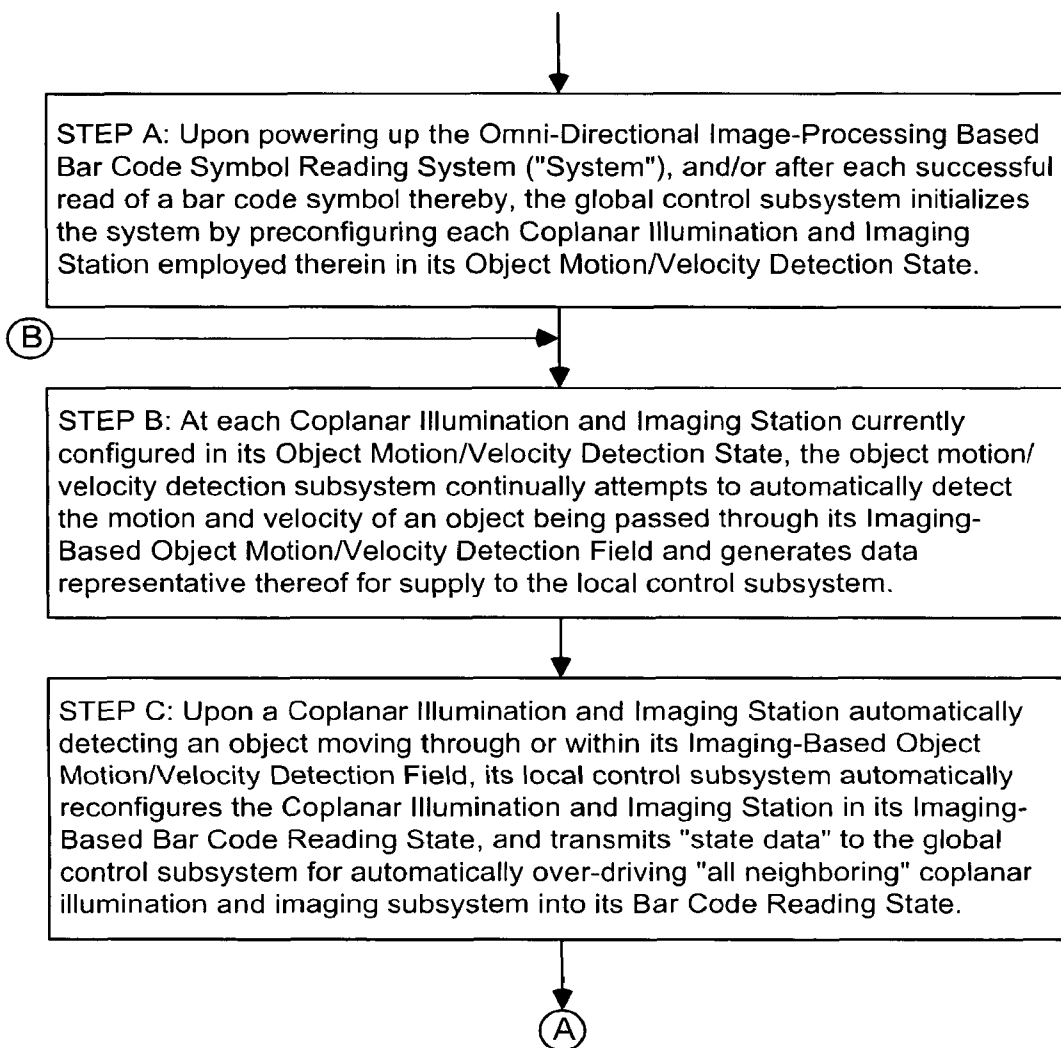 STEP A: Upon powering up the Omni-Directional Image-Processing Based
Bar Code Symbol Reading System ("System"), and/or after each successful
read of a bar code symbol thereby, the global control subsystem initializes
the system by preconfiguring each Coplanar Illumination and Imaging
Station employed therein in its Object Motion/Velocity Detection State.
B
STEP B: At each Coplanar Illumination and Imaging Station currently
configured in its Object Motion/Velocity Detection State, the object motion/
velocity detection subsystem continually attempts to automatically detect
the motion and velocity of an object being passed through its Imaging-
Based Object Motion/Velocity Detection Field and generates data
representative thereof for supply to the local control subsystem.
STEP C: Upon a Coplanar Illumination and Imaging Station automatically
detecting an object moving through or within its Imaging-Based Object
Motion/Velocity Detection Field, its local control subsystem automatically
reconfigures the Coplanar Illumination and Imaging Station in its Imaging-
Based Bar Code Reading State, and transmits "state data" to the global
control subsystem for automatically over-driving "all neighboring" coplanar
illumination and imaging subsystem into its Bar Code Reading State.
A